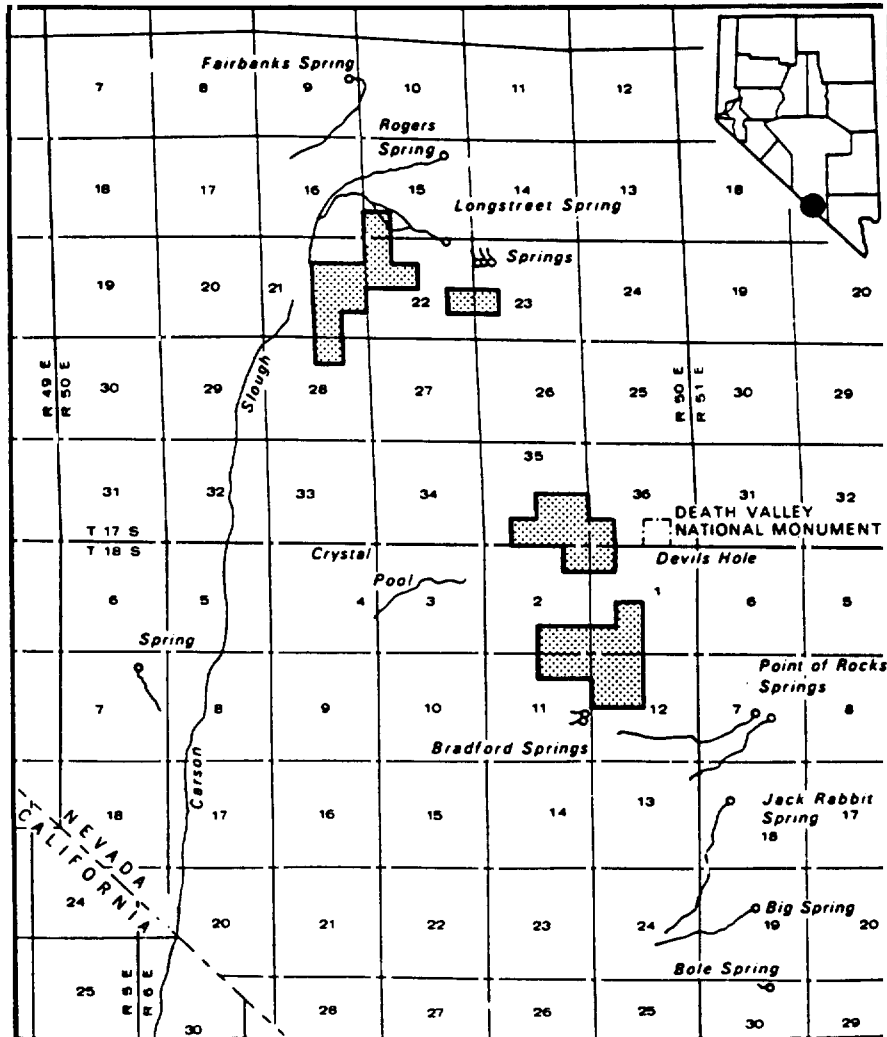 Fairbanks Spring
7 8 9 10 11 12
Rogers
Spring
18 17 16 15 14 13 18
Longstreet Spring
Springs
19 20 21 22 23 24 19 20
R 49 E
R 50 E
30 29 28 27 26 25 30 29
R 50 E
R 51 E
Slough
35
31 32 33 34 36 31 32
DEATH VALLEY
NATIONAL MONUMENT
T 17 S
T 18 S
Crystal
Pool
Devils Hole
6 5 4 3 2 1 6 5
Spring
Point of Rocks
Springs
7 8 9 10 11 12 7 8
Bradford Springs
Carson
18 17 16 15 14 13
Jack Rabbit
Spring 17
18
NEVADA
CALIFORNIA
24 20 21 22 23 24 19 20
Big Spring
Bole Spring
25 30 28 27 26 25 30 29
R 5 E
R 6 E